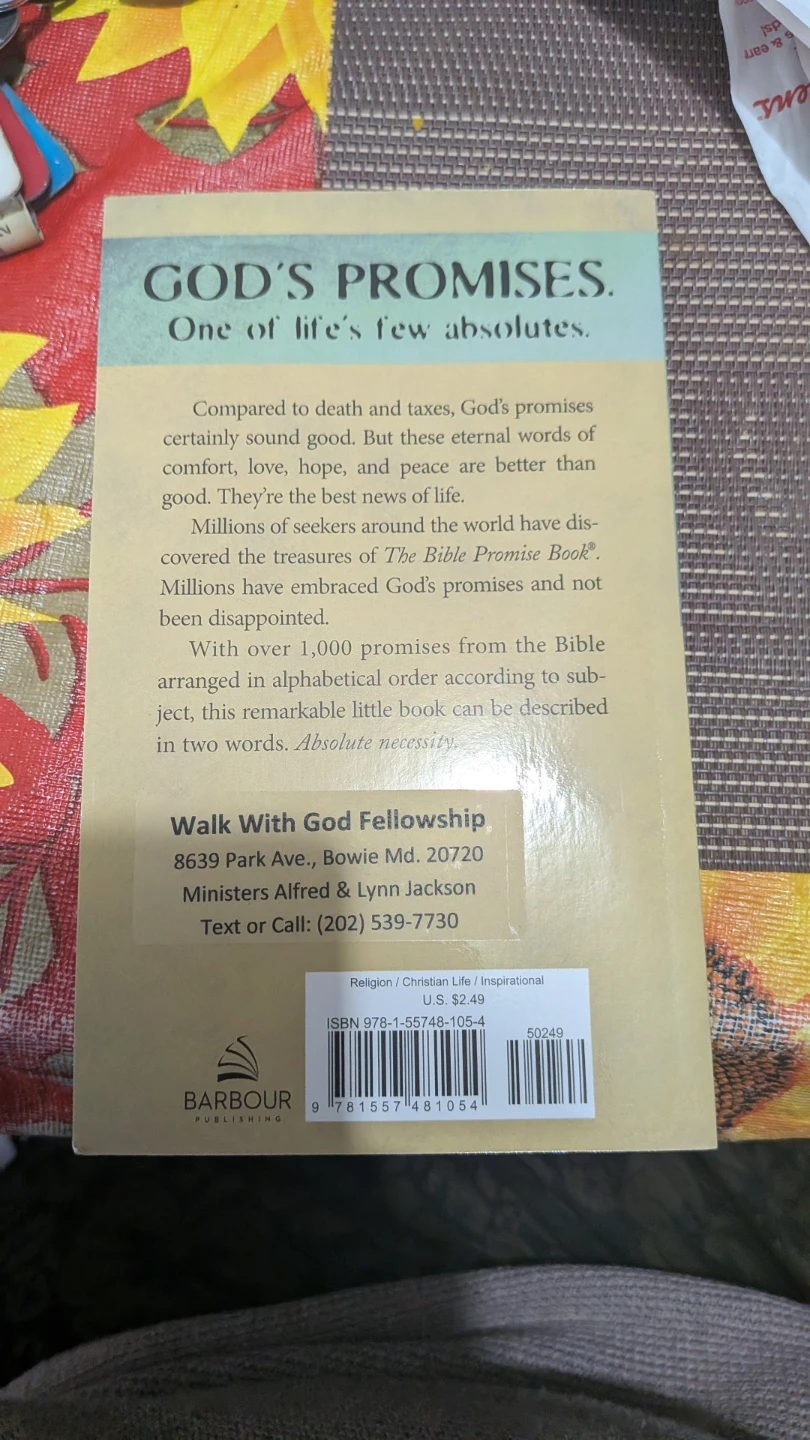 & earn
GOD'S PROMISES.
One of life's few absolutes.
Compared to death and taxes, God's promises
certainly sound good. But these eternal words of
comfort, love, hope, and peace are better than
good. They're the best news of life.
Millions of seekers around the world have dis-
covered the treasures of The Bible Promise Book®.
Millions have embraced God's promises and not
been disappointed.
With over 1,000 promises from the Bible
arranged in alphabetical order according to sub-
ject, this remarkable little book can be described
in two words. Absolute necessity.
Walk With God Fellowship
8639 Park Ave., Bowie Md. 20720
Ministers Alfred & Lynn Jackson
Text or Call: (202) 539-7730
Religion / Christian Life / Inspirational
U.S. $2.49
ISBN 978-1-55748-105-4
50249
9 781557 481054
BARBOUR
PUBLISHING